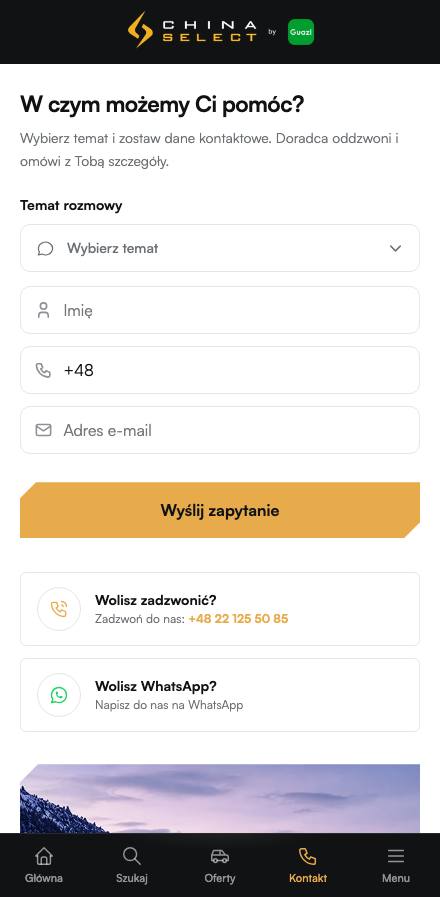 CHINA
SELECT by Guazi
W czym możemy Ci pomóc?
Wybierz temat i zostaw dane kontaktowe. Doradca oddzwoni i
omówi z Tobą szczegóły.
Temat rozmowy
Wybierz temat
Imię
+48
Adres e-mail
Wyślij zapytanie
Wolisz zadzwonić?
Zadzwoń do nas: +48 22 125 50 85
Wolisz WhatsApp?
Napisz do nas na WhatsApp
Główna Szukaj Oferty Kontakt Menu